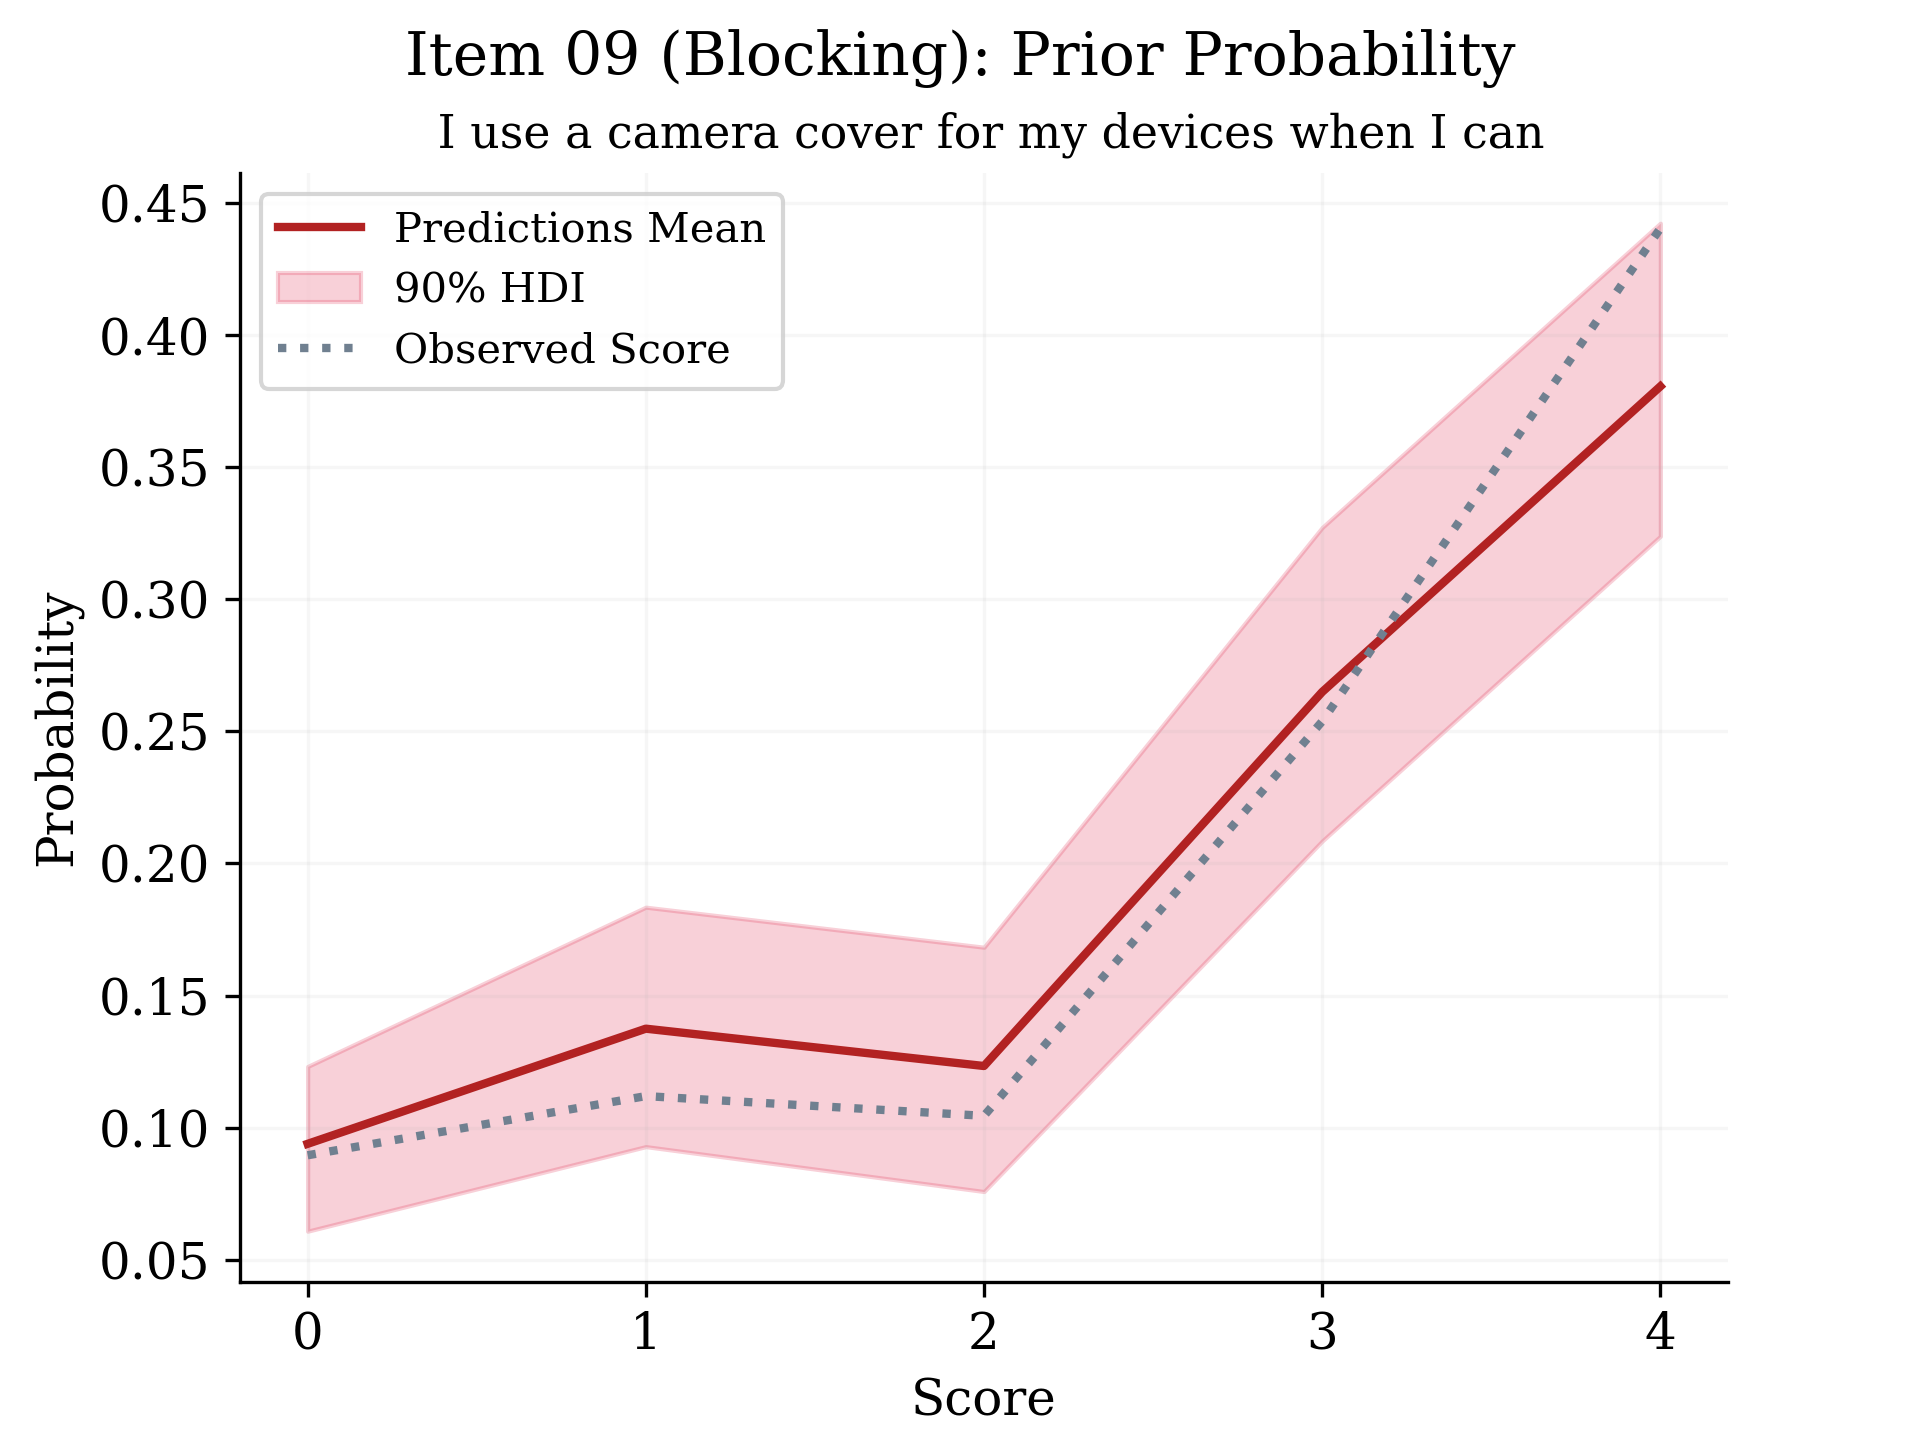 Item 09 (Blocking): Prior Probability
I use a camera cover for my devices when I can
Predictions Mean
90% HDI
Observed Score
0.45
0.40
0.35
0.30
0.25
0.20
0.15
0.10
0.05
Probability
0 1 2 3 4
Score